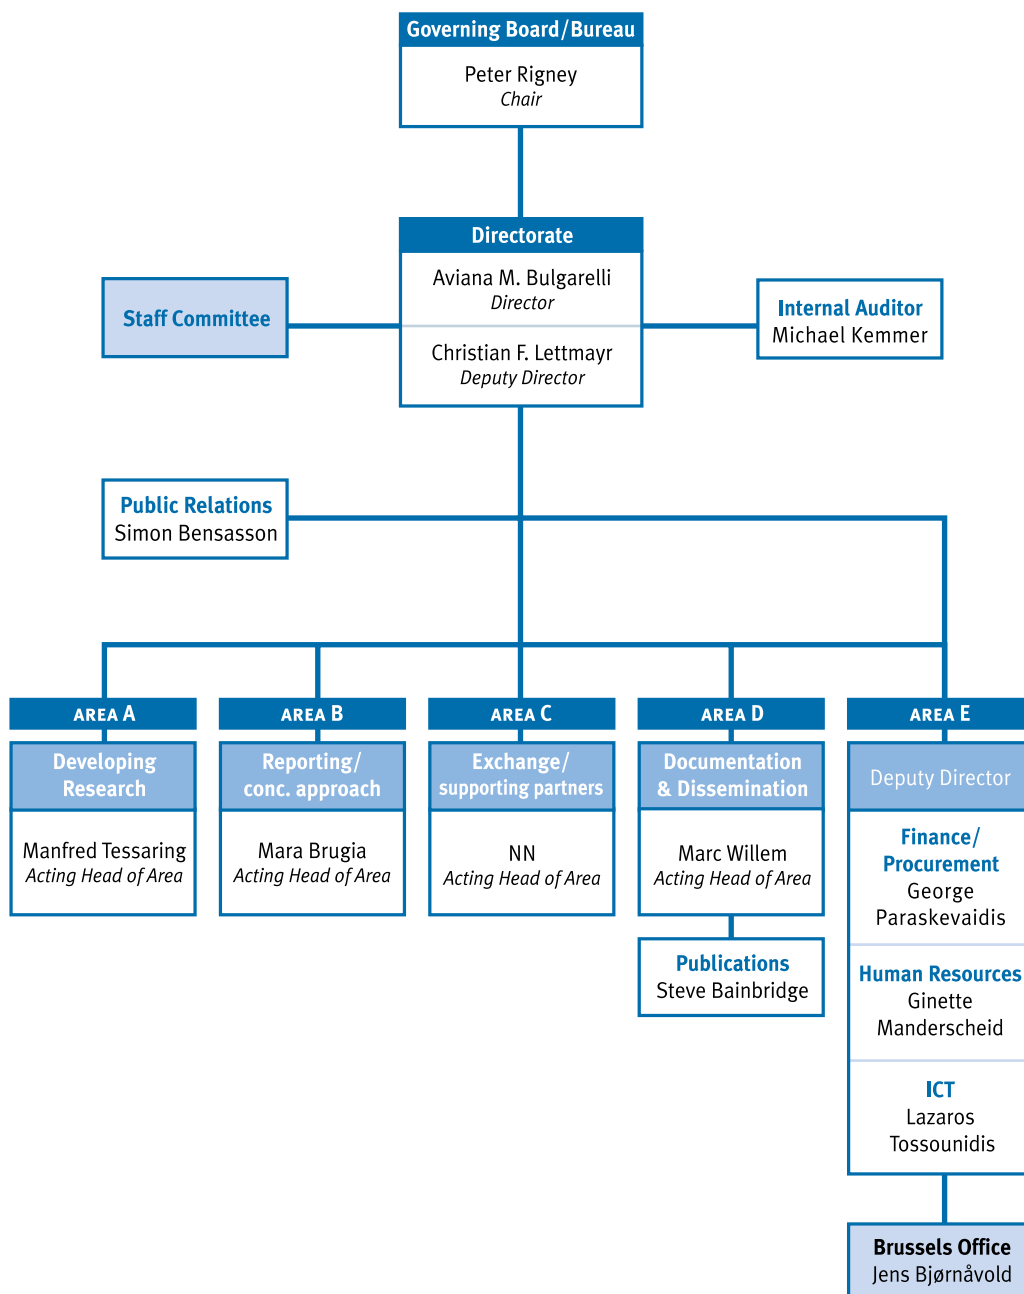 Governing Board/Bureau
Peter Rigney
Chair
Directorate
Aviana M. Bulgarelli
Director
Christian F. Lettmayr
Deputy Director
Staff Committee
Internal Auditor
Michael Kemmer
Public Relations
Simon Bensasson
AREA A
Developing
Research
Manfred Tessaring
Acting Head of Area
AREA B
Reporting/
conc. approach
Mara Brugia
Acting Head of Area
AREA C
Exchange/
supporting partners
NN
Acting Head of Area
AREA D
Documentation
& Dissemination
Marc Willem
Acting Head of Area
Publications
Steve Bainbridge
AREA E
Deputy Director
Finance/
Procurement
George
Paraskevaidis
Human Resources
Ginette
Manderscheid
ICT
Lazaros
Tossounidis
Brussels Office
Jens Bjørnåvold